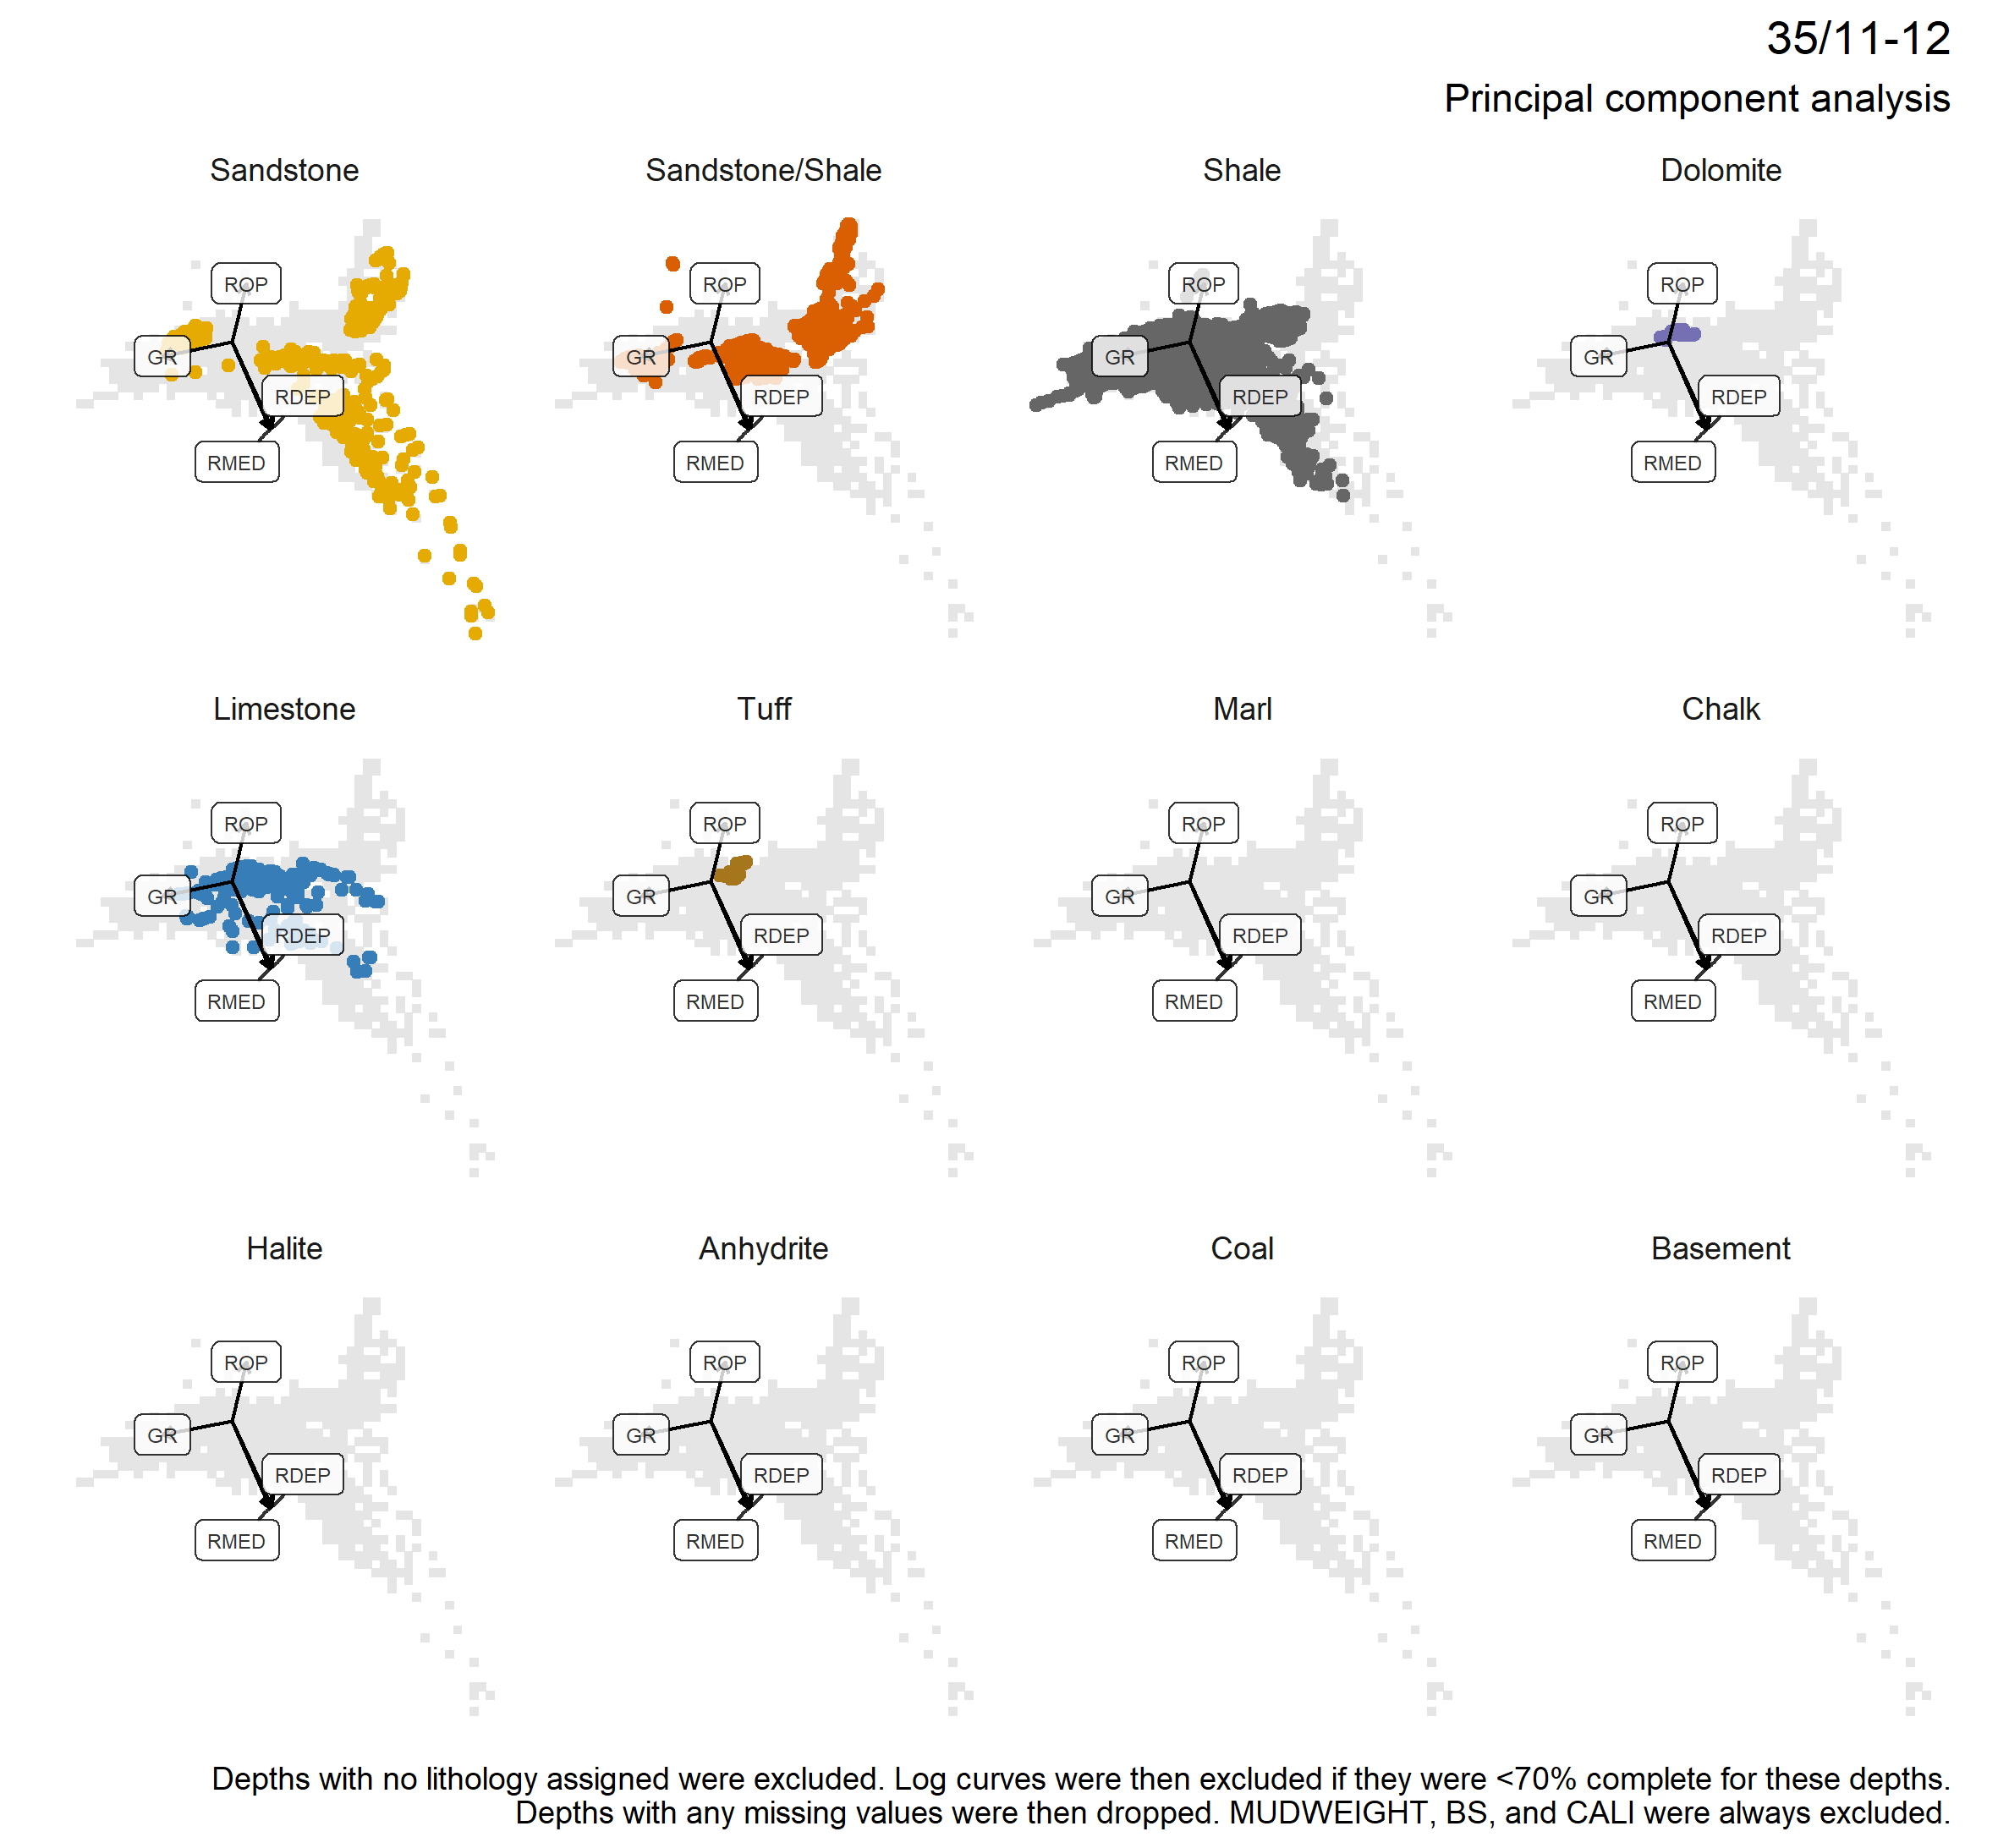 35/11-12
Principal component analysis
Sandstone
Sandstone/Shale
Shale
Dolomite
ROP
GR
RDEP
RMED
ROP
GR
RDEP
RMED
ROP
GR
RDEP
RMED
ROP
GR
RDEP
RMED
Limestone
Tuff
Marl
Chalk
ROP
GR
RDEP
RMED
ROP
GR
RDEP
RMED
ROP
GR
RDEP
RMED
ROP
GR
RDEP
RMED
Halite
Anhydrite
Coal
Basement
ROP
GR
RDEP
RMED
ROP
GR
RDEP
RMED
ROP
GR
RDEP
RMED
ROP
GR
RDEP
RMED
Depths with no lithology assigned were excluded. Log curves were then excluded if they were <70% complete for these depths.
Depths with any missing values were then dropped. MUDWEIGHT, BS, and CALI were always excluded.